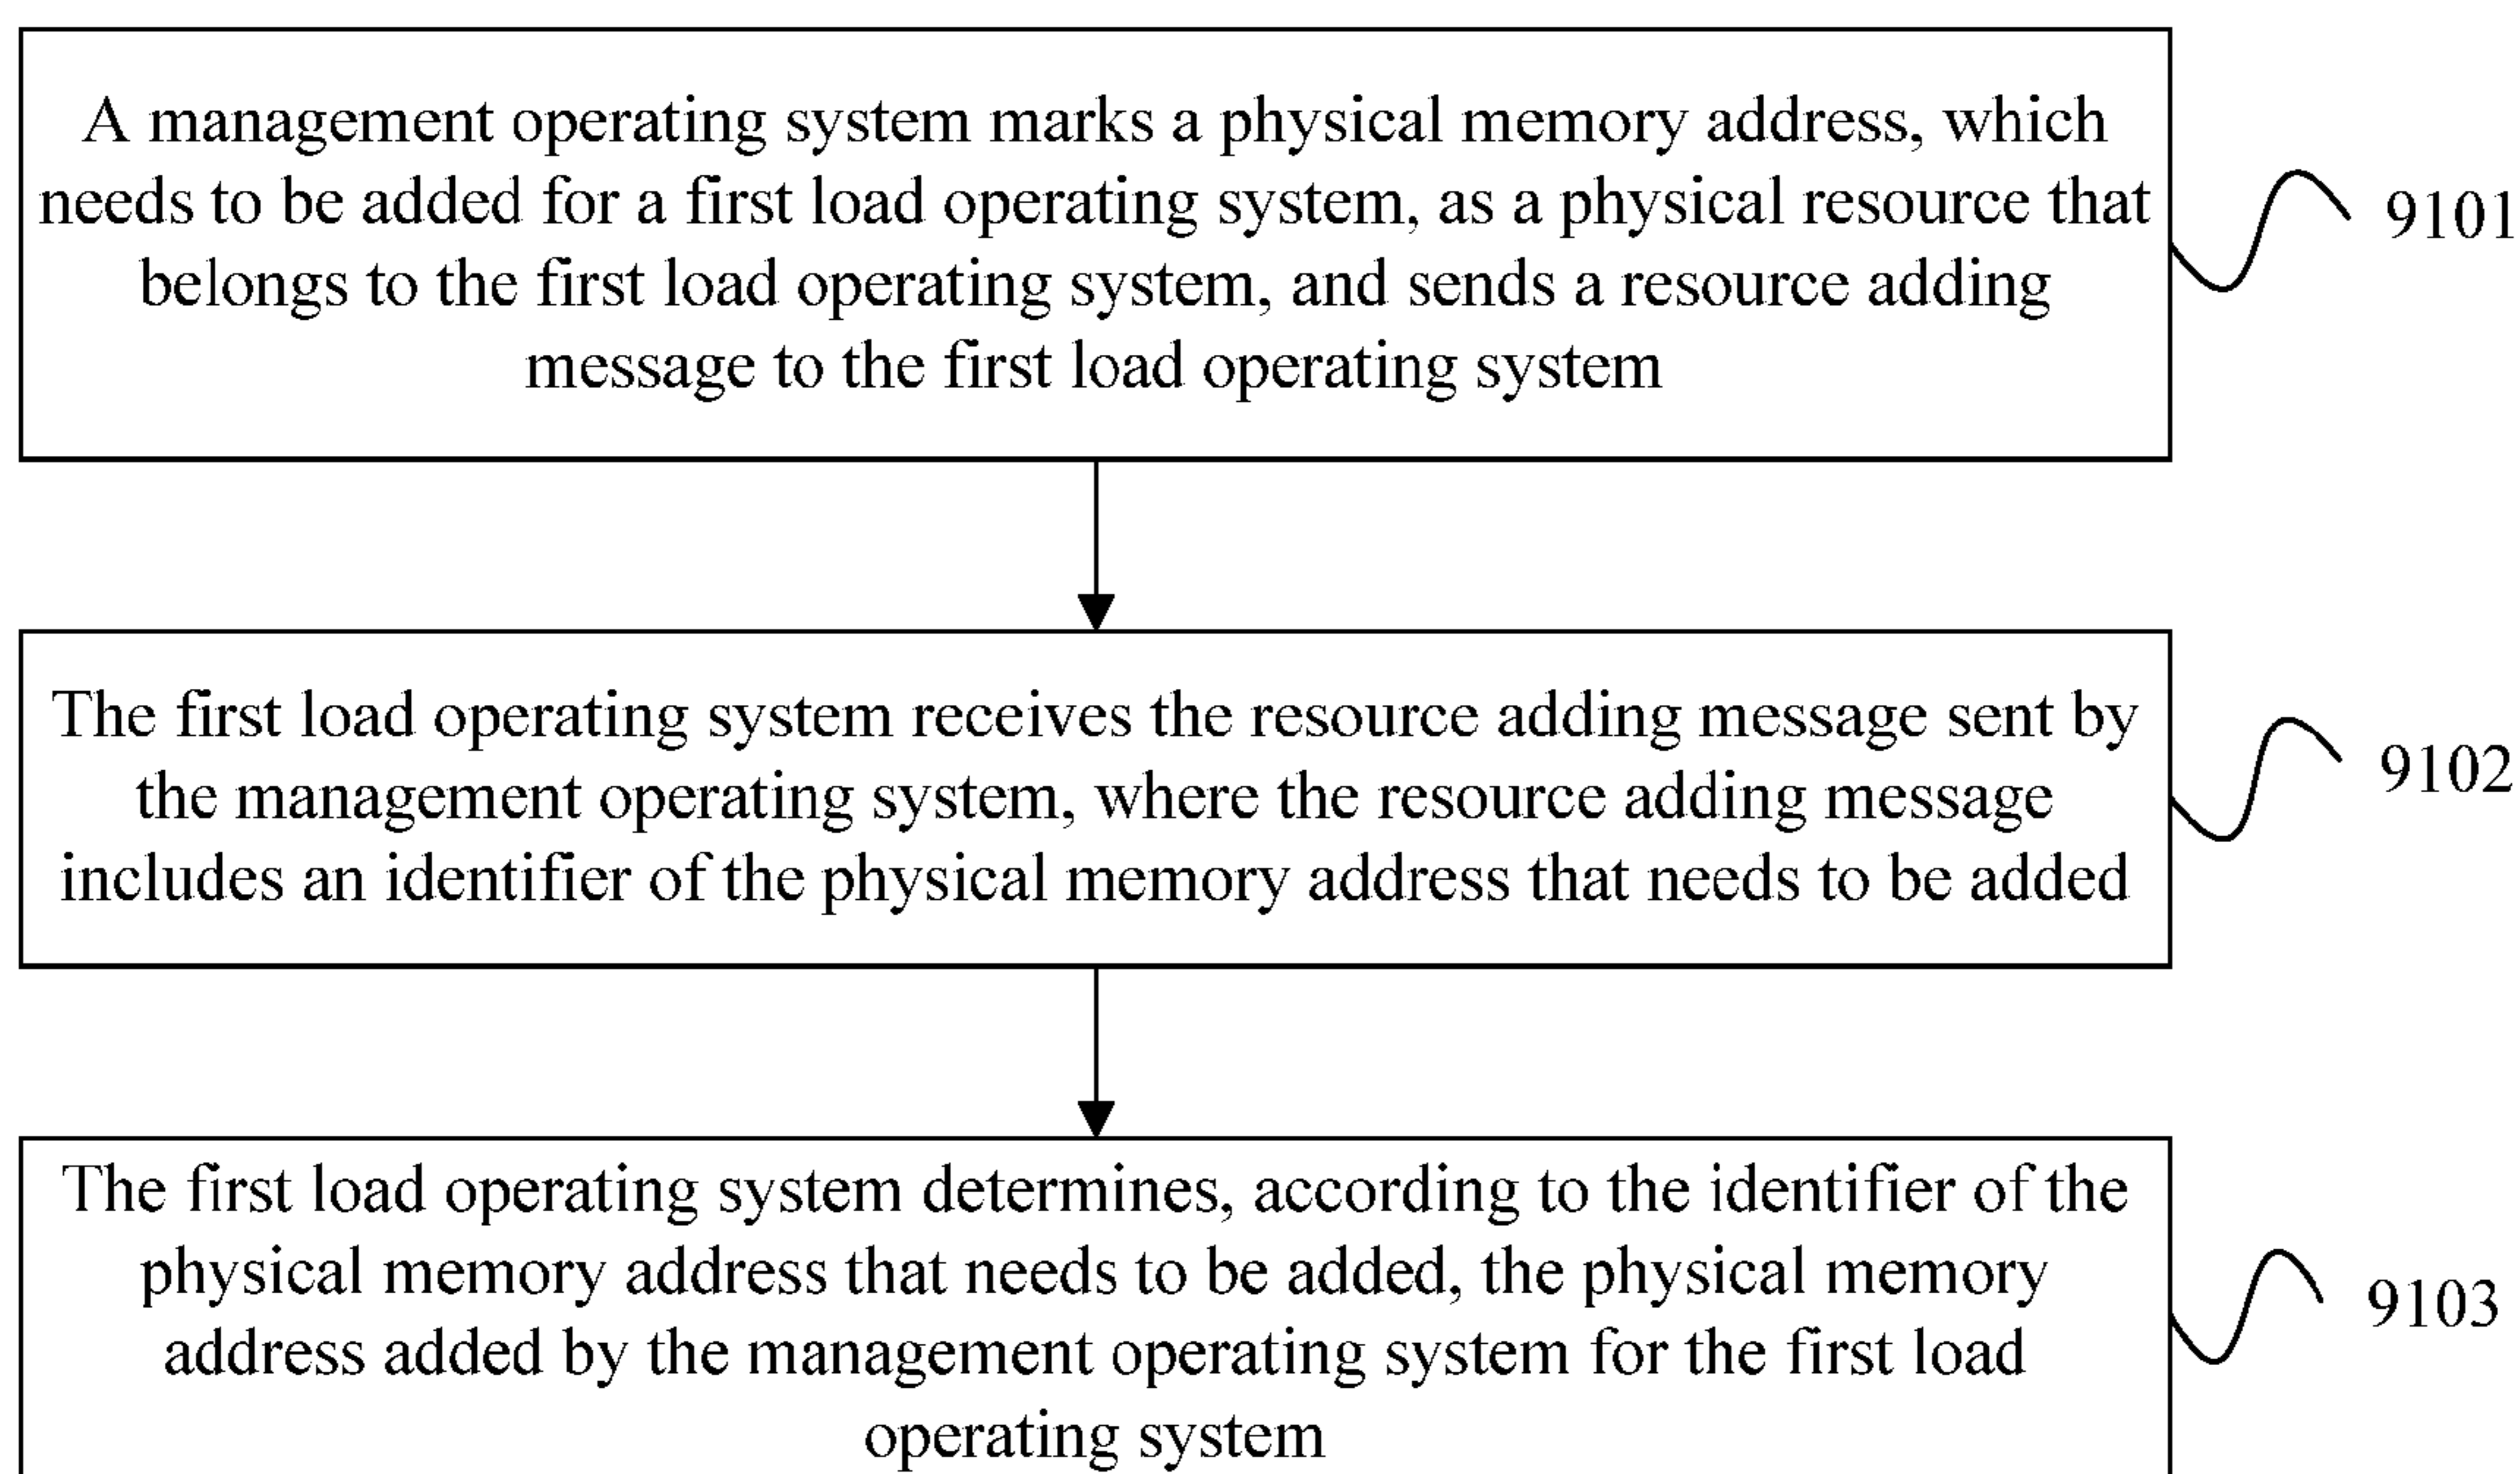 A management operating system marks a physical memory address, which
needs to be added for a first load operating system, as a physical resource that
belongs to the first load operating system, and sends a resource adding
message to the first load operating system
9101
The first load operating system receives the resource adding message sent by
the management operating system, where the resource adding message
includes an identifier of the physical memory address that needs to be added
9102
The first load operating system determines, according to the identifier of the
physical memory address that needs to be added, the physical memory
address added by the management operating system for the first load
operating system
9103